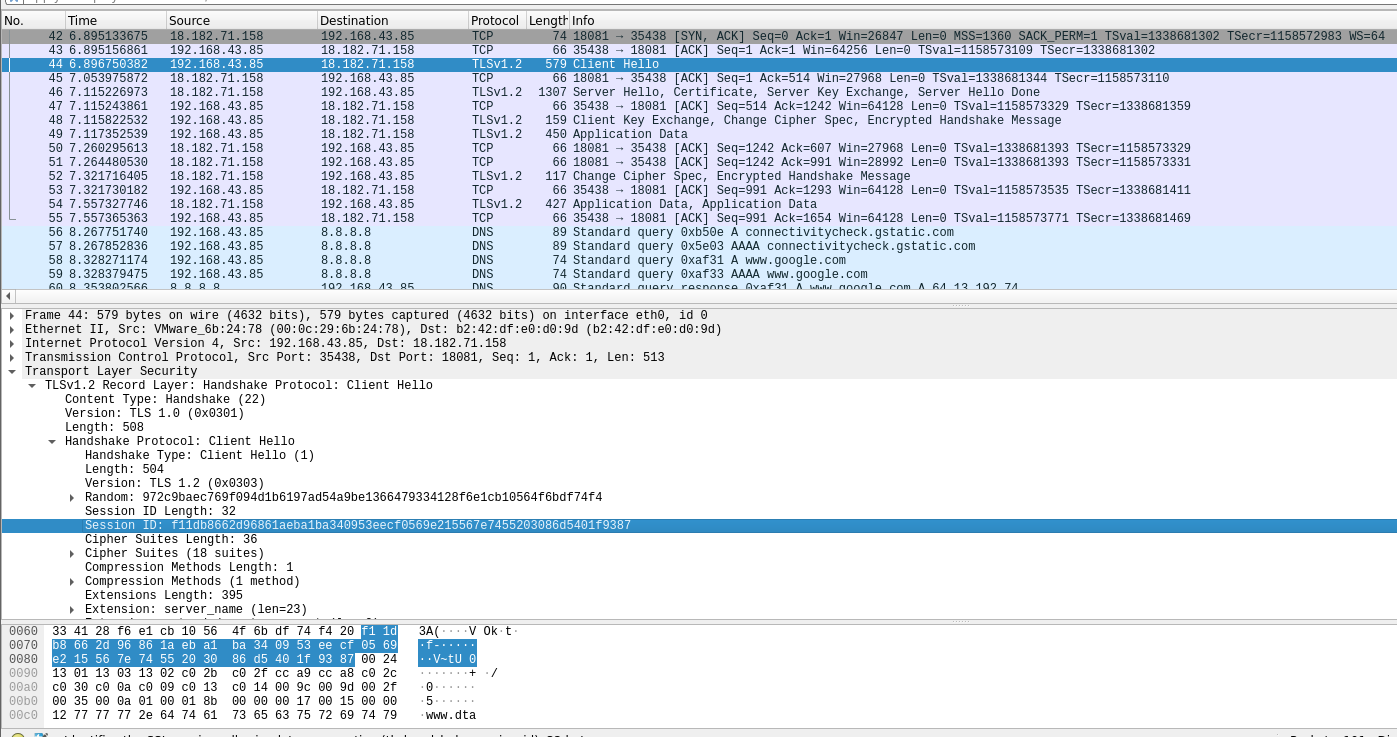 No. Time Source Destination Protocol Length Info
42 6.895133675 18.182.71.158 192.168.43.85 TCP 74 18081 → 35438 [SYN, ACK] Seq=0 Ack=1 Win=26847 Len=0 MSS=1360 SACK_PERM=1 TSval=1338681302 TSecr=1158572983 WS=64
43 6.895156861 192.168.43.85 18.182.71.158 TCP 66 35438 → 18081 [ACK] Seq=1 Ack=1 Win=64256 Len=0 TSval=1158573109 TSecr=1338681302
44 6.896750382 192.168.43.85 18.182.71.158 TLSv1.2 579 Client Hello
45 7.053975872 18.182.71.158 192.168.43.85 TCP 66 18081 → 35438 [ACK] Seq=1 Ack=514 Win=27968 Len=0 TSval=1338681344 TSecr=1158573110
46 7.115226973 18.182.71.158 192.168.43.85 TLSv1.2 1307 Server Hello, Certificate, Server Key Exchange, Server Hello Done
47 7.115243861 192.168.43.85 18.182.71.158 TCP 66 35438 → 18081 [ACK] Seq=514 Ack=1242 Win=64128 Len=0 TSval=1158573329 TSecr=1338681359
48 7.115822532 192.168.43.85 18.182.71.158 TLSv1.2 159 Client Key Exchange, Change Cipher Spec, Encrypted Handshake Message
49 7.117352539 192.168.43.85 18.182.71.158 TLSv1.2 450 Application Data
50 7.260295613 18.182.71.158 192.168.43.85 TCP 66 18081 → 35438 [ACK] Seq=1242 Ack=607 Win=27968 Len=0 TSval=1338681393 TSecr=1158573329
51 7.264480530 18.182.71.158 192.168.43.85 TCP 66 18081 → 35438 [ACK] Seq=1242 Ack=991 Win=28992 Len=0 TSval=1338681393 TSecr=1158573331
52 7.321716405 18.182.71.158 192.168.43.85 TLSv1.2 117 Change Cipher Spec, Encrypted Handshake Message
53 7.321730182 192.168.43.85 18.182.71.158 TCP 66 35438 → 18081 [ACK] Seq=991 Ack=1293 Win=64128 Len=0 TSval=1158573535 TSecr=1338681411
54 7.557327746 18.182.71.158 192.168.43.85 TLSv1.2 427 Application Data, Application Data
55 7.557365363 192.168.43.85 18.182.71.158 TCP 66 35438 → 18081 [ACK] Seq=991 Ack=1654 Win=64128 Len=0 TSval=1158573771 TSecr=1338681469
56 8.267751740 192.168.43.85 8.8.8.8 DNS 89 Standard query 0xb50e A connectivitycheck.gstatic.com
57 8.267852836 192.168.43.85 8.8.8.8 DNS 89 Standard query 0x5e03 AAAA connectivitycheck.gstatic.com
58 8.328271174 192.168.43.85 8.8.8.8 DNS 74 Standard query 0xaf31 A www.google.com
59 8.328379475 192.168.43.85 8.8.8.8 DNS 74 Standard query 0xaf33 AAAA www.google.com
60 8.353802566 8.8.8.8 192.168.43.85 DNS 90 Standard query response 0xaf31 A www.google.com A 64.13.192.74
Frame 44: 579 bytes on wire (4632 bits), 579 bytes captured (4632 bits) on interface eth0, id 0
Ethernet II, Src: VMware_6b:24:78 (00:0c:29:6b:24:78), Dst: b2:42:df:e0:d0:9d (b2:42:df:e0:d0:9d)
Internet Protocol Version 4, Src: 192.168.43.85, Dst: 18.182.71.158
Transmission Control Protocol, Src Port: 35438, Dst Port: 18081, Seq: 1, Ack: 1, Len: 513
Transport Layer Security
TLSv1.2 Record Layer: Handshake Protocol: Client Hello
Content Type: Handshake (22)
Version: TLS 1.0 (0x0301)
Length: 508
Handshake Protocol: Client Hello
Handshake Type: Client Hello (1)
Length: 504
Version: TLS 1.2 (0x0303)
Random: 972c9baec769f094d1b6197ad54a9be1366479334128f6e1cb10564f6bdf74f4
Session ID Length: 32
Session ID: f11db8662d96861aeba1ba340953eecf0569e215567e7455203086d5401f9387
Cipher Suites Length: 36
Cipher Suites (18 suites)
Compression Methods Length: 1
Compression Methods (1 method)
Extensions Length: 395
Extension: server_name (len=23)
0060 33 41 28 f6 e1 cb 10 56 4f 6b df 74 f4 20 f1 1d 3A(····V Ok·t·
0070 b8 66 2d 96 86 1a eb a1 ba 34 09 53 ee cf 05 69 ·f-·····
0080 e2 15 56 7e 74 55 20 30 86 d5 40 1f 93 87 00 24 ··V~tU 0
0090 13 01 13 03 13 02 c0 2b c0 2f cc a9 cc a8 c0 2c ·······+ ·/
00a0 c0 30 c0 0a c0 09 c0 13 c0 14 00 9c 00 9d 00 2f ·0······
00b0 00 35 00 0a 01 00 01 8b 00 00 00 17 00 15 00 00 ·5······
00c0 12 77 77 77 2e 64 74 61 73 65 63 75 72 69 74 79 ·www.dta